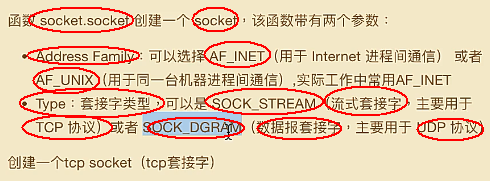 函数 socket.socket 创建一个 socket，该函数带有两个参数：
• Address Family：可以选择 AF_INET（用于 Internet 进程间通信） 或者
AF_UNIX（用于同一台机器进程间通信）,实际工作中常用AF_INET
• Type：套接字类型，可以是 SOCK_STREAM（流式套接字，主要用于
TCP 协议）或者 SOCK_DGRAM（数据报套接字，主要用于 UDP 协议）
创建一个tcp socket（tcp套接字）